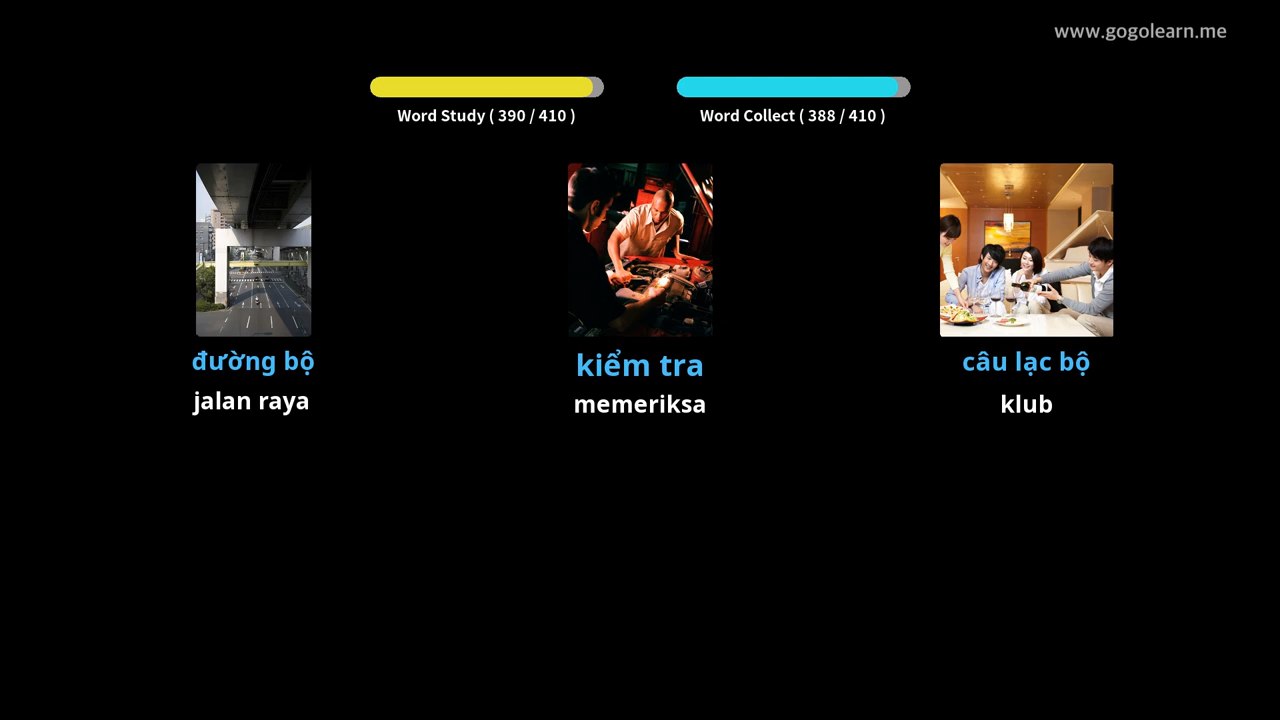 www.gogolearn.me
Word Study ( 390 / 410 )
Word Collect ( 388 / 410 )
đường bộ
jalan raya
kiểm tra
memeriksa
câu lạc bộ
klub